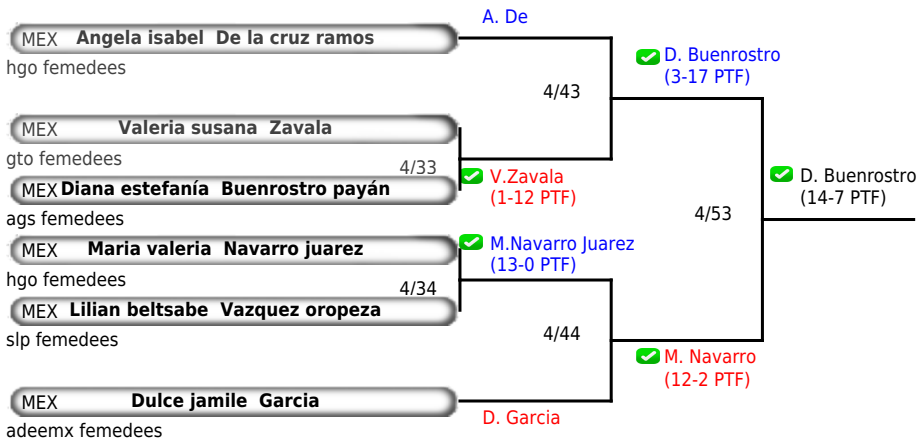 A. De
MEX Angela isabel De la cruz ramos
hgo femedees
D. Buenrostro
(3-17 PTF)
4/43
MEX Valeria susana Zavala
gto femedees
4/33
V.Zavala
(1-12 PTF)
MEX Diana estefanía Buenrostro payán
ags femedees
D. Buenrostro
(14-7 PTF)
4/53
MEX Maria valeria Navarro juarez
hgo femedees
M.Navarro Juarez
(13-0 PTF)
4/34
MEX Lilian beltsabe Vazquez oropeza
slp femedees
4/44
M. Navarro
(12-2 PTF)
MEX Dulce jamile Garcia
adeemx femedees
D. Garcia